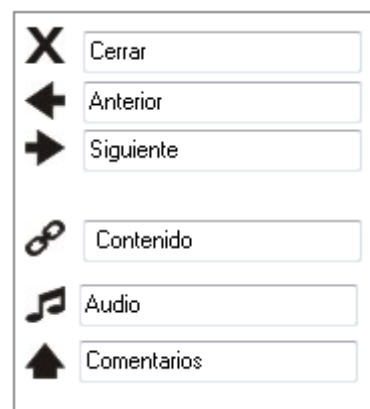 Cerrar
Anterior
Siguiente
Contenido
Audio
Comentarios